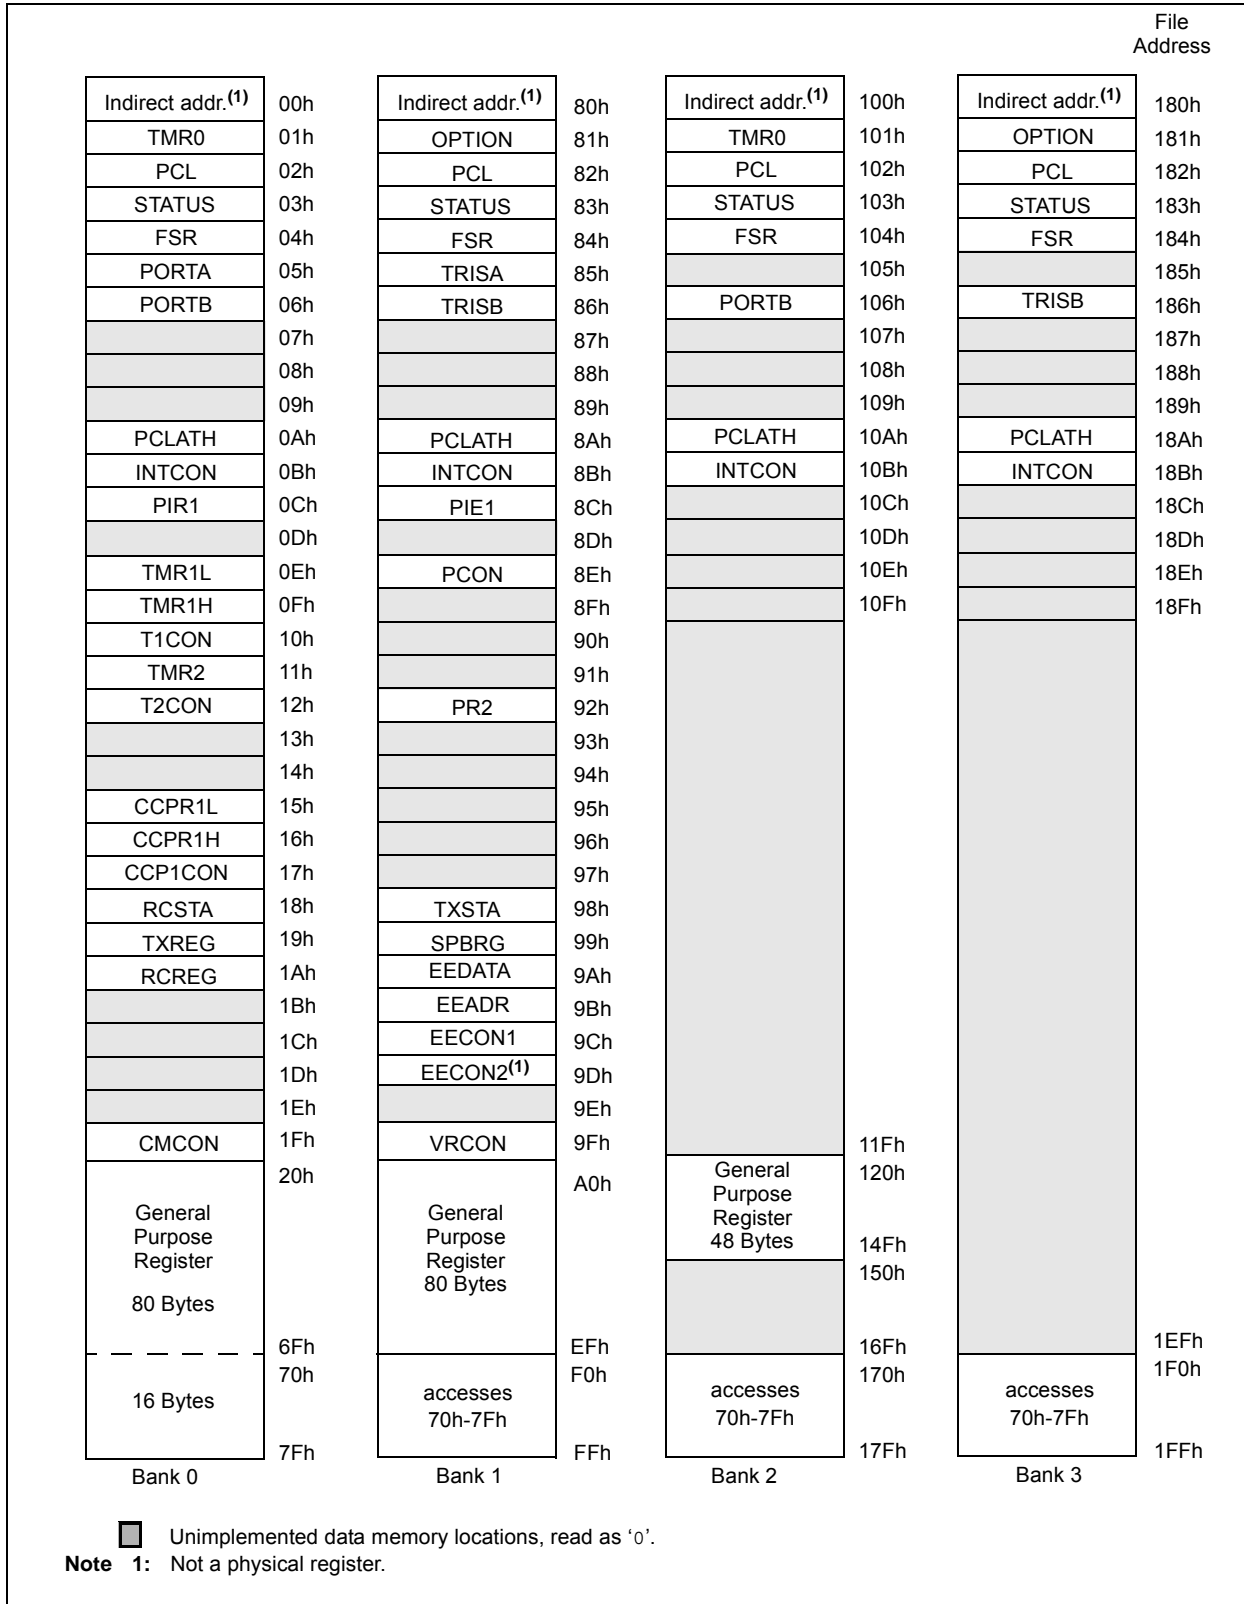 File
Address
Indirect addr.(1) 00h Indirect addr.(1) 80h Indirect addr.(1) 100h Indirect addr.(1) 180h
TMR0 01h OPTION 81h TMR0 101h OPTION 181h
PCL 02h PCL 82h PCL 102h PCL 182h
STATUS 03h STATUS 83h STATUS 103h STATUS 183h
FSR 04h FSR 84h FSR 104h FSR 184h
PORTA 05h TRISA 85h 105h 185h
PORTB 06h TRISB 86h PORTB 106h TRISB 186h
07h 87h 107h 187h
08h 88h 108h 188h
09h 89h 109h 189h
PCLATH 0Ah PCLATH 8Ah PCLATH 10Ah PCLATH 18Ah
INTCON 0Bh INTCON 8Bh INTCON 10Bh INTCON 18Bh
PIR1 0Ch PIE1 8Ch 10Ch 18Ch
0Dh 8Dh 10Dh 18Dh
TMR1L 0Eh PCON 8Eh 10Eh 18Eh
TMR1H 0Fh 8Fh 10Fh 18Fh
T1CON 10h 90h
TMR2 11h 91h
T2CON 12h PR2 92h
13h 93h
14h 94h
CCPR1L 15h 95h
CCPR1H 16h 96h
CCP1CON 17h 97h
RCSTA 18h TXSTA 98h
TXREG 19h SPBRG 99h
RCREG 1Ah EEDATA 9Ah
1Bh EEADR 9Bh
1Ch EECON1 9Ch
1Dh EECON2(1) 9Dh
1Eh 9Eh
CMCON 1Fh VRCON 9Fh 11Fh
20h A0h General 120h
Purpose
General General Register
Purpose Purpose 48 Bytes 14Fh
Register Register 150h
80 Bytes 80 Bytes
6Fh EFh 16Fh 1EFh
70h F0h 170h 1F0h
16 Bytes accesses accesses accesses
70h-7Fh 70h-7Fh 70h-7Fh
7Fh FFh 17Fh 1FFh
Bank 0 Bank 1 Bank 2 Bank 3
Unimplemented data memory locations, read as ‘0’.
Note 1: Not a physical register.